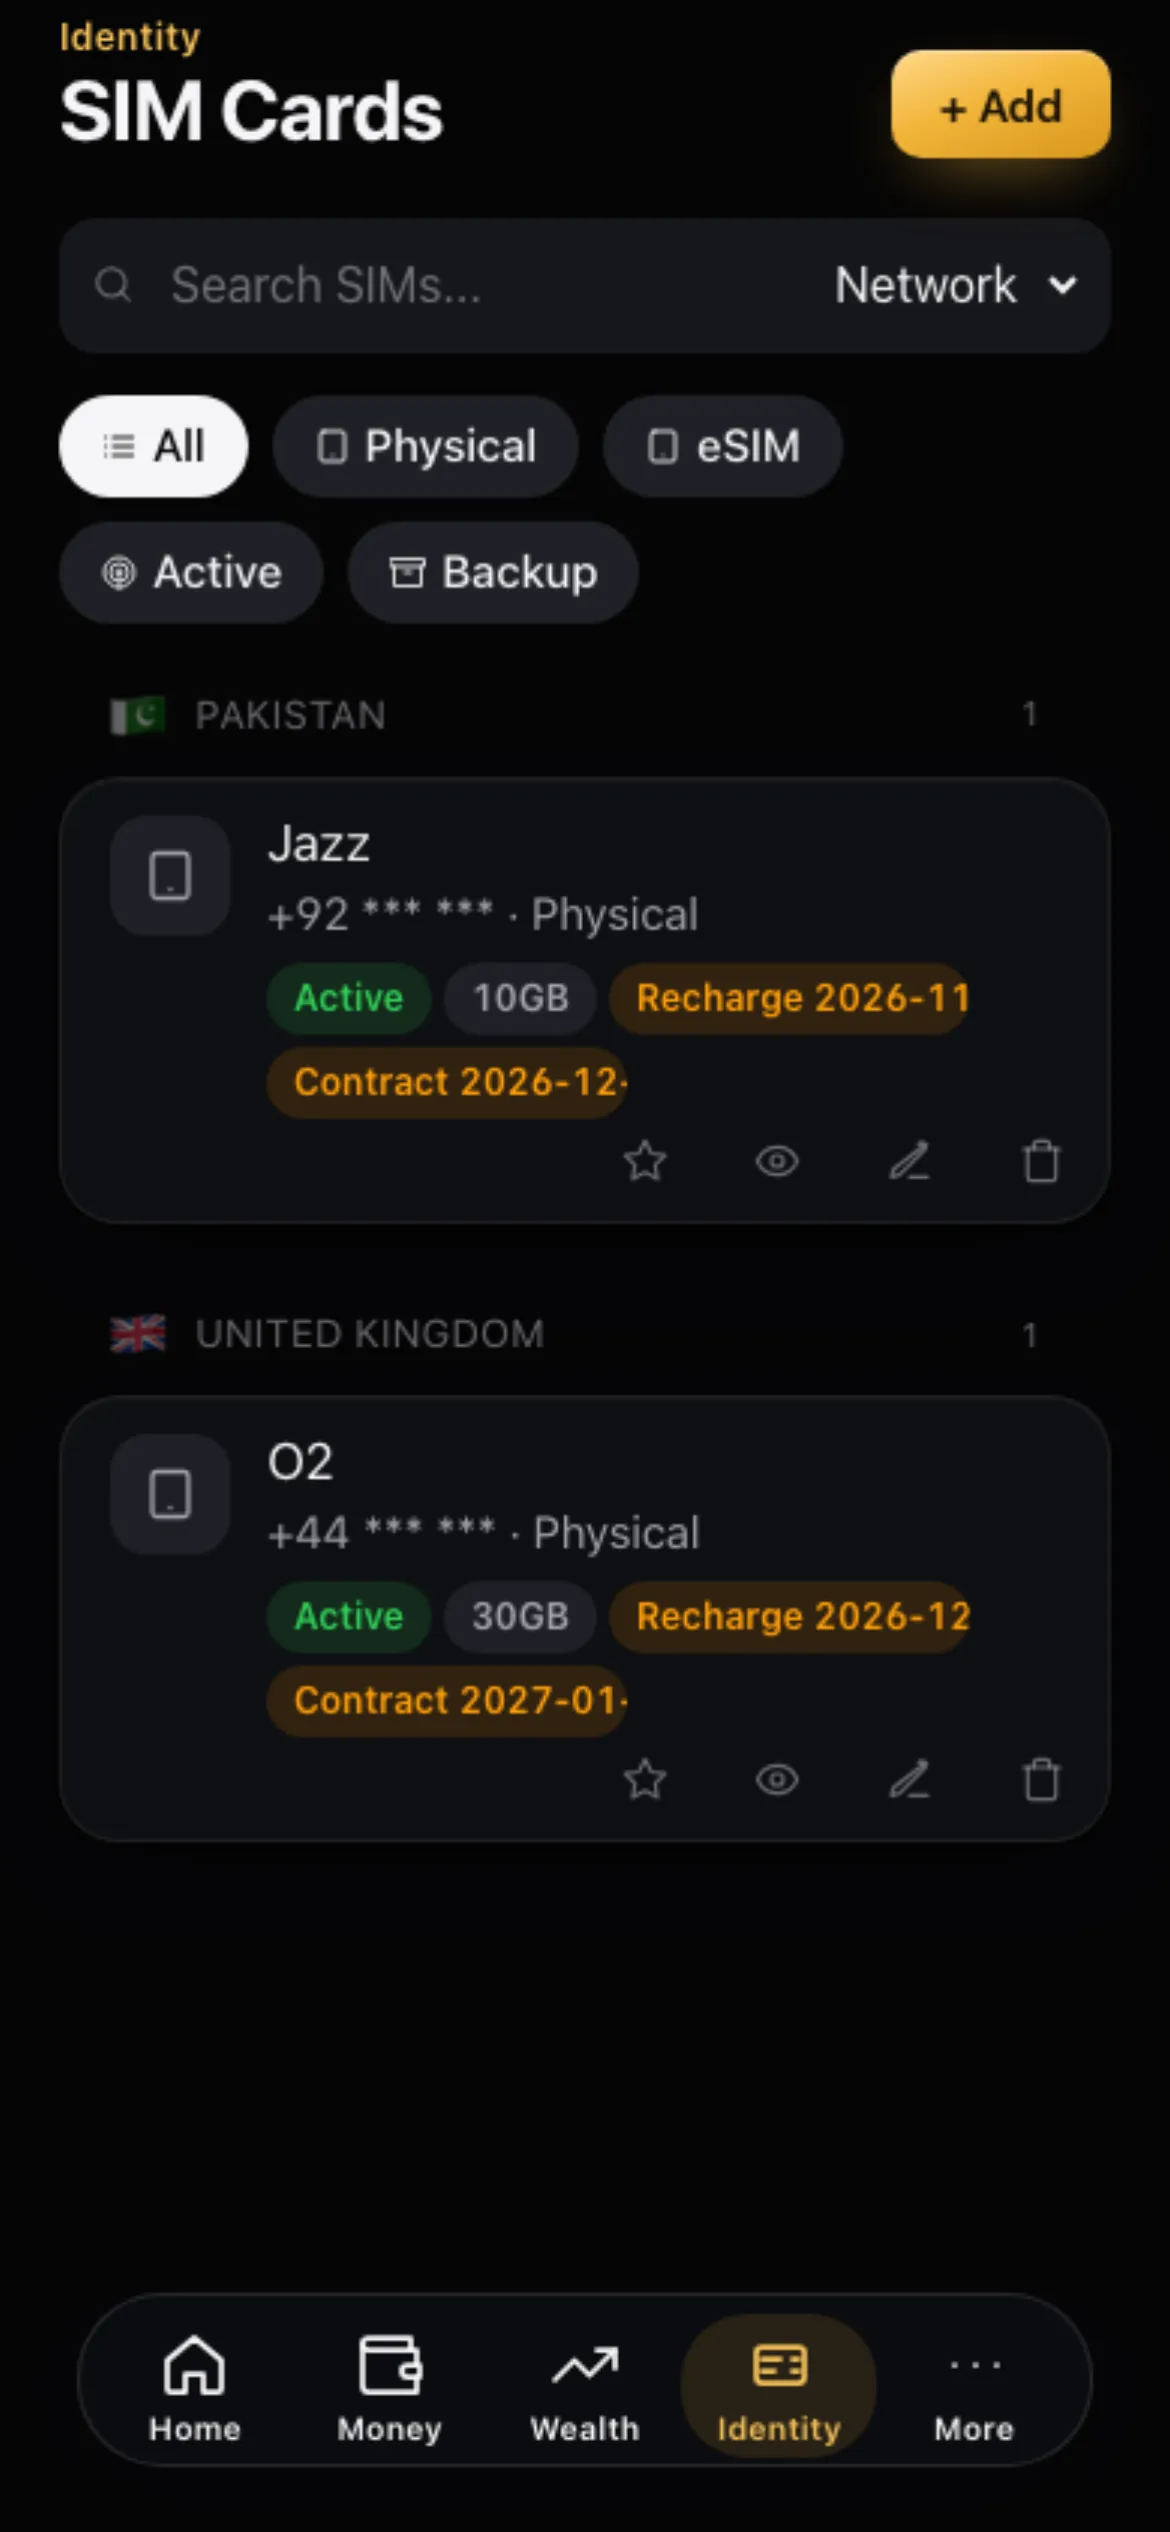 Identity
SIM Cards
+ Add
Search SIMs...
Network
All
Physical
eSIM
Active
Backup
PAKISTAN
1
Jazz
+92 *** *** · Physical
Active
10GB
Recharge 2026-11
Contract 2026-12-
UNITED KINGDOM
1
O2
+44 *** *** · Physical
Active
30GB
Recharge 2026-12
Contract 2027-01-
Home
Money
Wealth
Identity
More